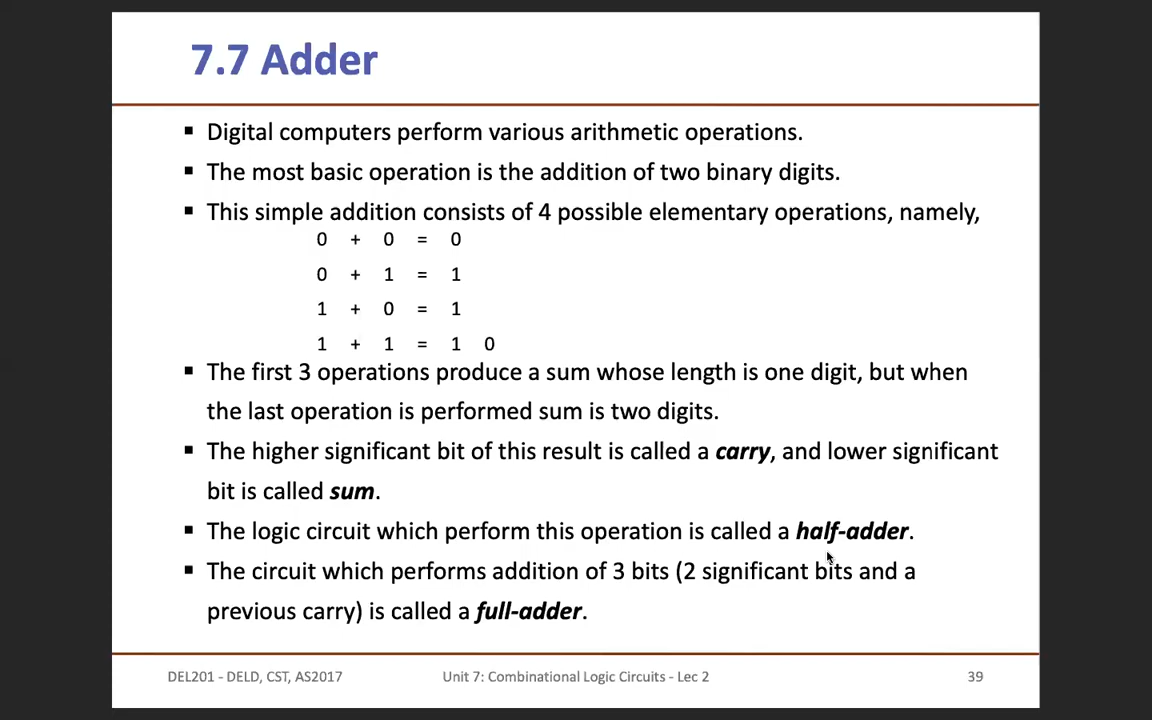 7.7 Adder
▪ Digital computers perform various arithmetic operations.
▪ The most basic operation is the addition of two binary digits.
▪ This simple addition consists of 4 possible elementary operations, namely,
0 + 0 = 0
0 + 1 = 1
1 + 0 = 1
1 + 1 = 1 0
▪ The first 3 operations produce a sum whose length is one digit, but when
the last operation is performed sum is two digits.
▪ The higher significant bit of this result is called a carry, and lower significant
bit is called sum.
▪ The logic circuit which perform this operation is called a half-adder.
▪ The circuit which performs addition of 3 bits (2 significant bits and a
previous carry) is called a full-adder.
DEL201 - DELD, CST, AS2017 Unit 7: Combinational Logic Circuits - Lec 2 39